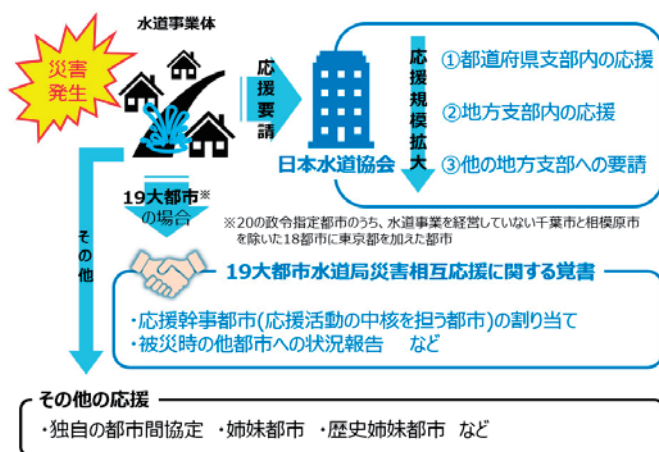 水道事業体
災害
発生
応援要請
日本水道協会
応援規模拡大
①都道府県支部内の応援
②地方支部内の応援
③他の地方支部への要請
19大都市※
の場合
その他
※20の政令指定都市のうち、水道事業を経営していない千葉市と相模原市
を除いた18都市に東京都を加えた都市
19大都市水道局災害相互応援に関する覚書
・応援幹事都市(応援活動の中核を担う都市)の割り当て
・被災時の他都市への状況報告 など
その他の応援
・独自の都市間協定 ・姉妹都市 ・歴史姉妹都市 など